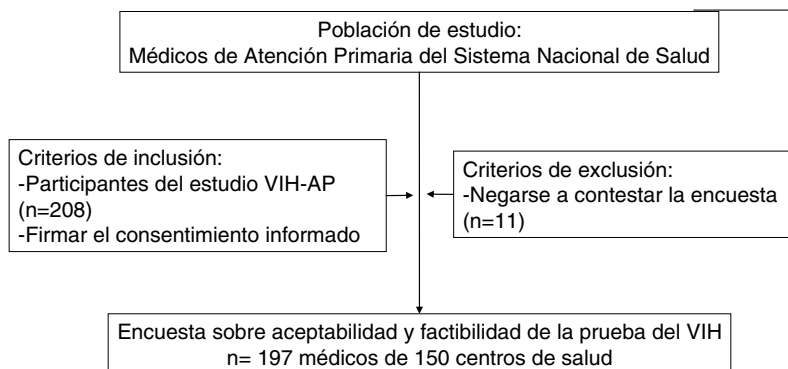 Población de estudio:
Médicos de Atención Primaria del Sistema Nacional de Salud
Criterios de inclusión:
-Participantes del estudio VIH-AP
(n=208)
-Firmar el consentimiento informado
Criterios de exclusión:
-Negarse a contestar la encuesta
(n=11)
Encuesta sobre aceptabilidad y factibilidad de la prueba del VIH
n= 197 médicos de 150 centros de salud